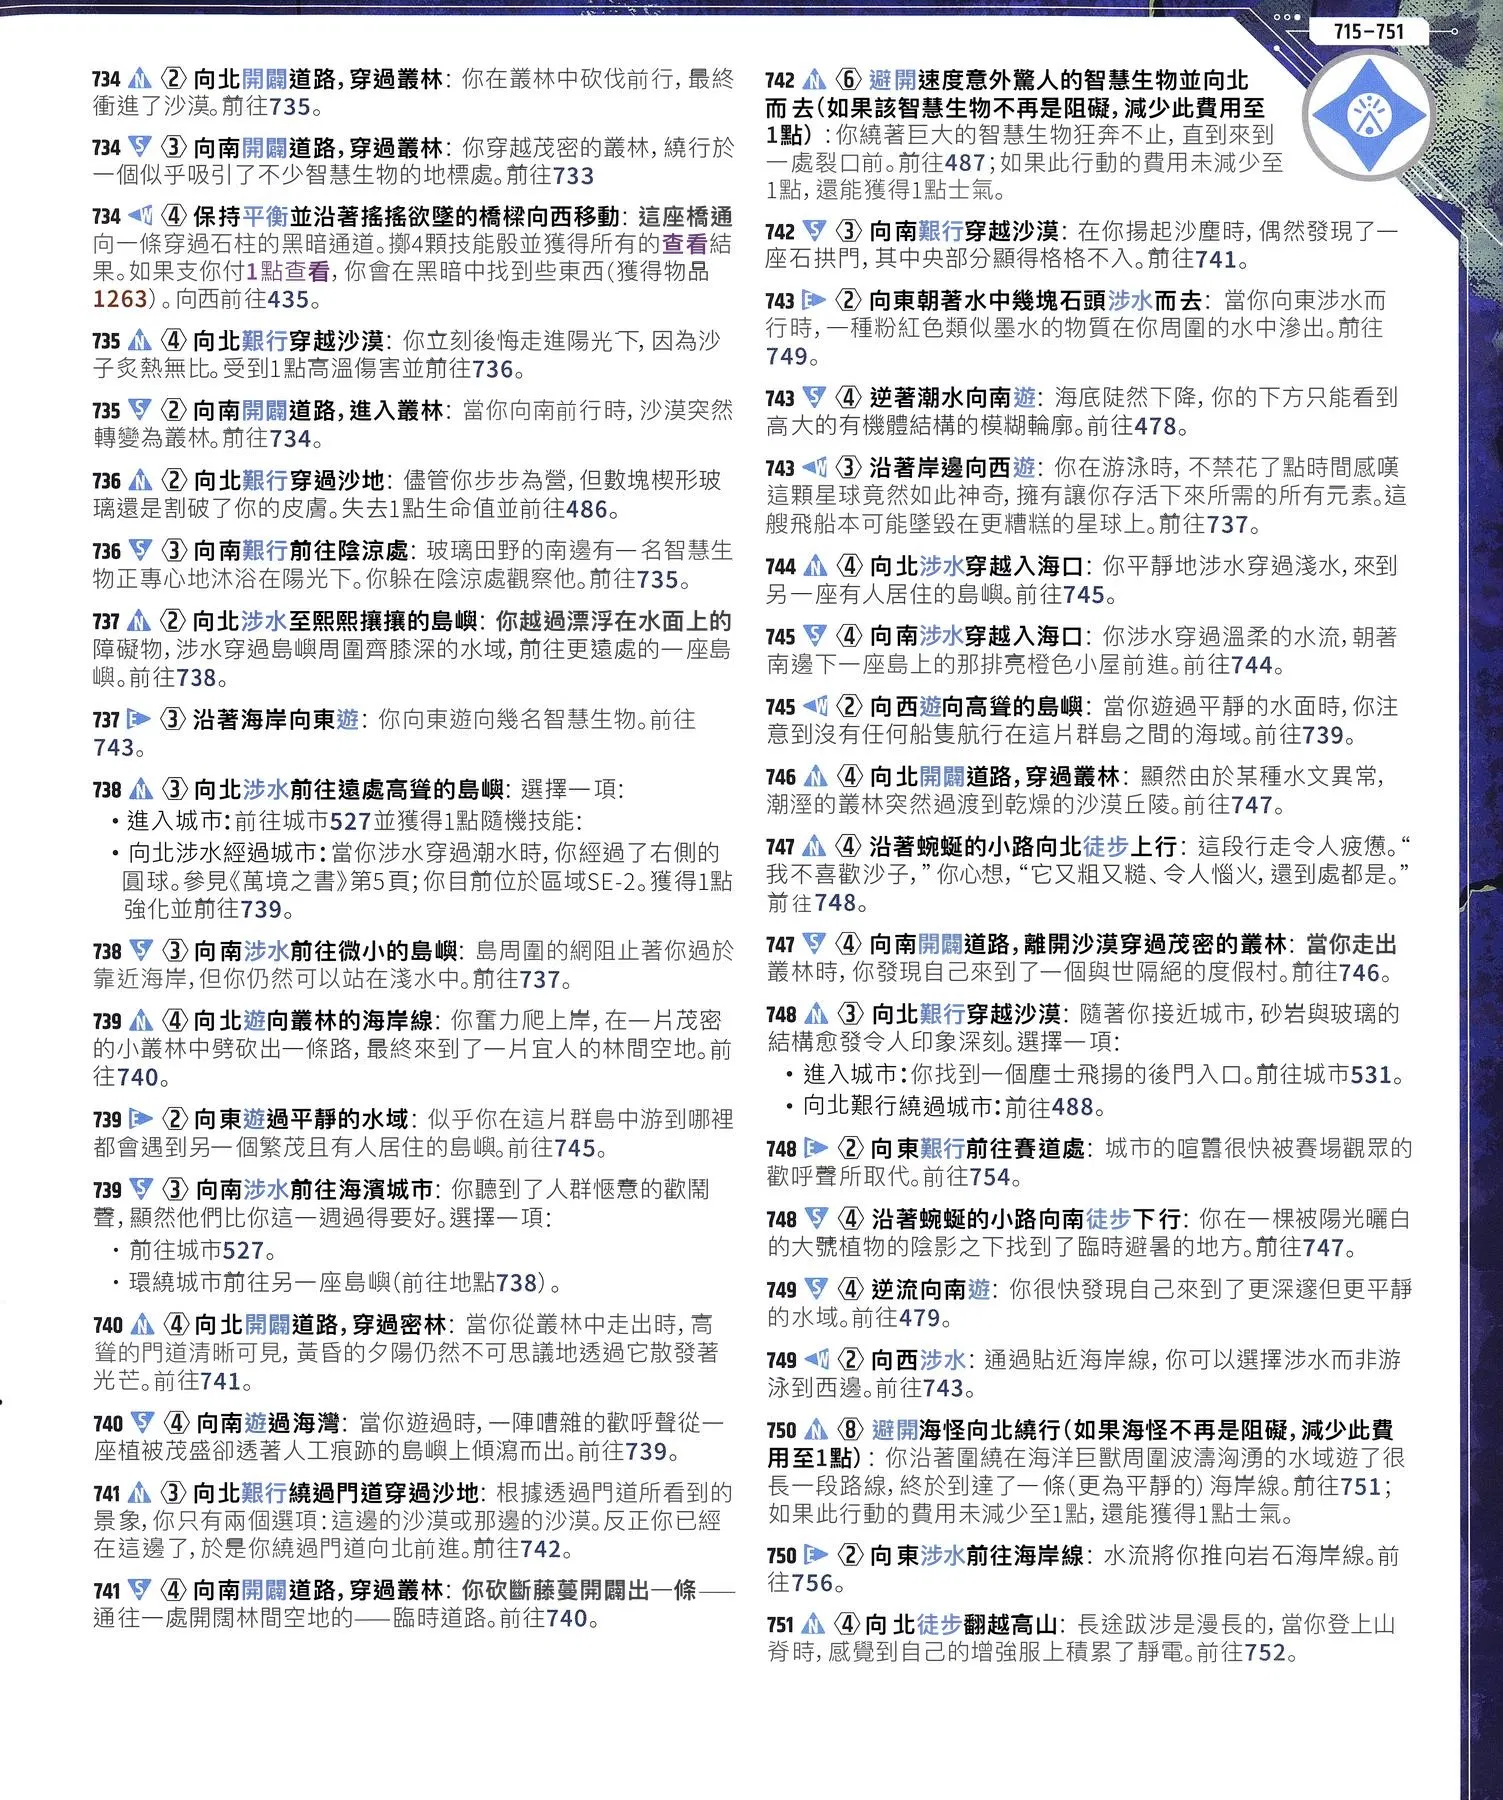 715–751
734 N 2 向北開闢道路，穿過叢林：你在叢林中砍伐前行，最終
衝進了沙漠。前往735。
734 S 3 向南開闢道路，穿過叢林：你穿越茂密的叢林，繞行於
一個似乎吸引了不少智慧生物的地標處。前往733
734 W 4 保持平衡並沿著搖搖欲墜的橋樑向西移動：這座橋通
向一條穿過石柱的黑暗通道。擲4顆技能骰並獲得所有的查看結
果。如果支你付1點查看，你會在黑暗中找到些東西（獲得物品
1263）。向西前往435。
735 N 4 向北艱行穿越沙漠：你立刻後悔走進陽光下，因為沙
子炙熱無比。受到1點高溫傷害並前往736。
735 S 2 向南開闢道路，進入叢林：當你向南前行時，沙漠突然
轉變為叢林。前往734。
736 N 2 向北艱行穿過沙地：儘管你步步為營，但數塊楔形玻
璃還是割破了你的皮膚。失去1點生命值並前往486。
736 S 3 向南艱行前往陰涼處：玻璃田野的南邊有一名智慧生
物正專心地沐浴在陽光下。你躲在陰涼處觀察他。前往735。
737 N 2 向北涉水至熙熙攘攘的島嶼：你越過漂浮在水面上的
障礙物，涉水穿過島嶼周圍齊膝深的水域，前往更遠處的一座島
嶼。前往738。
737 E 3 沿著海岸向東遊：你向東遊向幾名智慧生物。前往
743。
738 N 3 向北涉水前往遠處高聳的島嶼：選擇一項：
・進入城市：前往城市527並獲得1點隨機技能：
・向北涉水經過城市：當你涉水穿過潮水時，你經過了右側的
圓球。參見《萬境之書》第5頁；你目前位於區域SE-2。獲得1點
強化並前往739。
738 S 3 向南涉水前往微小的島嶼：島周圍的網阻止著你過於
靠近海岸，但你仍然可以站在淺水中。前往737。
739 N 4 向北遊向叢林的海岸線：你奮力爬上岸，在一片茂密
的小叢林中劈砍出一條路，最終來到了一片宜人的林間空地。前
往740。
739 E 2 向東遊過平靜的水域：似乎你在這片群島中游到哪裡
都會遇到另一個繁茂且有人居住的島嶼。前往745。
739 S 3 向南涉水前往海濱城市：你聽到了人群愜意的歡鬧
聲，顯然他們比你這一週過得要好。選擇一項：
・前往城市527。
・環繞城市前往另一座島嶼（前往地點738）。
740 N 4 向北開闢道路，穿過密林：當你從叢林中走出時，高
聳的門道清晰可見，黃昏的夕陽仍然不可思議地透過它散發著
光芒。前往741。
740 S 4 向南遊過海灣：當你遊過時，一陣嘈雜的歡呼聲從一
座植被茂盛卻透著人工痕跡的島嶼上傾瀉而出。前往739。
741 N 3 向北艱行繞過門道穿過沙地：根據透過門道所看到的
景象，你只有兩個選項：這邊的沙漠或那邊的沙漠。反正你已經
在這邊了，於是你繞過門道向北前進。前往742。
741 S 4 向南開闢道路，穿過叢林：你砍斷藤蔓開闢出一條——
通往一處開闊林間空地的——臨時道路。前往740。
742 N 6 避開速度意外驚人的智慧生物並向北
而去（如果該智慧生物不再是阻礙，減少此費用至
1點）：你繞著巨大的智慧生物狂奔不止，直到來到
一處裂口前。前往487；如果此行動的費用未減少至
1點，還能獲得1點士氣。
742 S 3 向南艱行穿越沙漠：在你揚起沙塵時，偶然發現了一
座石拱門，其中央部分顯得格格不入。前往741。
743 E 2 向東朝著水中幾塊石頭涉水而去：當你向東涉水而
行時，一種粉紅色類似墨水的物質在你周圍的水中滲出。前往
749。
743 S 4 逆著潮水向南遊：海底陡然下降，你的下方只能看到
高大的有機體結構的模糊輪廓。前往478。
743 W 3 沿著岸邊向西遊：你在游泳時，不禁花了點時間感嘆
這顆星球竟然如此神奇，擁有讓你存活下來所需的所有元素。這
艘飛船本可能墜毀在更糟糕的星球上。前往737。
744 N 4 向北涉水穿越入海口：你平靜地涉水穿過淺水，來到
另一座有人居住的島嶼。前往745。
745 S 4 向南涉水穿越入海口：你涉水穿過溫柔的水流，朝著
南邊下一座島上的那排亮橙色小屋前進。前往744。
745 W 2 向西遊向高聳的島嶼：當你遊過平靜的水面時，你注
意到沒有任何船隻航行在這片群島之間的海域。前往739。
746 N 4 向北開闢道路，穿過叢林：顯然由於某種水文異常，
潮溼的叢林突然過渡到乾燥的沙漠丘陵。前往747。
747 N 4 沿著蜿蜒的小路向北徒步上行：這段行走令人疲憊。“
我不喜歡沙子，”你心想，“它又粗又糙、令人惱火，還到處都是。”
前往748。
747 S 4 向南開闢道路，離開沙漠穿過茂密的叢林：當你走出
叢林時，你發現自己來到了一個與世隔絕的度假村。前往746。
748 N 3 向北艱行穿越沙漠：隨著你接近城市，砂岩與玻璃的
結構愈發令人印象深刻。選擇一項：
・進入城市：你找到一個塵土飛揚的後門入口。前往城市531。
・向北艱行繞過城市：前往488。
748 E 2 向東艱行前往賽道處：城市的喧囂很快被賽場觀眾的
歡呼聲所取代。前往754。
748 S 4 沿著蜿蜒的小路向南徒步下行：你在一棵被陽光曬白
的大號植物的陰影之下找到了臨時避暑的地方。前往747。
749 S 4 逆流向南遊：你很快發現自己來到了更深邃但更平靜
的水域。前往479。
749 W 2 向西涉水：通過貼近海岸線，你可以選擇涉水而非游
泳到西邊。前往743。
750 N 8 避開海怪向北繞行（如果海怪不再是阻礙，減少此費
用至1點）：你沿著圍繞在海洋巨獸周圍波濤洶湧的水域遊了很
長一段路線，終於到達了一條（更為平靜的）海岸線。前往751；
如果此行動的費用未減少至1點，還能獲得1點士氣。
750 E 2 向東涉水前往海岸線：水流將你推向岩石海岸線。前
往756。
751 N 4 向北徒步翻越高山：長途跋涉是漫長的，當你登上山
脊時，感覺到自己的增強服上積累了靜電。前往752。